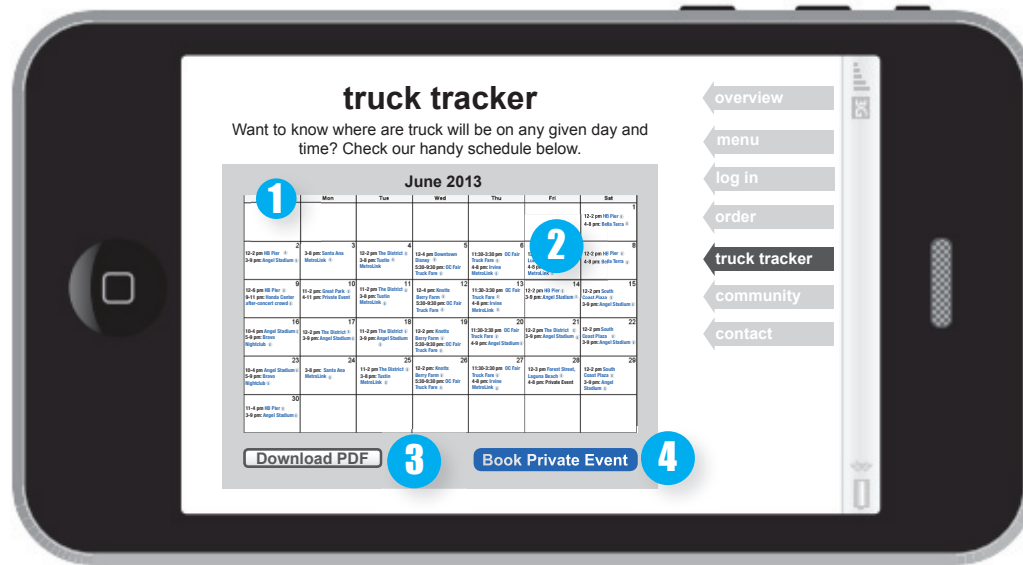 truck tracker
Want to know where are truck will be on any given day and
time? Check our handy schedule below.
June 2013
1
Mon Tue Wed Thu Fri Sat
1
12-2 pm HB Pier
4-8 pm: Bella Terra
2 3 4 5 6 8
12-2 pm HB Pier
3-9 pm: Angel Stadium
3-8 pm: Santa Ana
MetroLink
12-2 pm The District
3-8 pm: Tustin
MetroLink
12-4 pm Downtown
Disney
5:30-9:30 pm: OC Fair
Truck Fare
11:30-3:30 pm OC Fair
Truck Fare
4-8 pm: Irvine
MetroLink
2
12-2 pm HB Pier
4-8 pm: Bella Terra
9 10 11 12 13 14 15
12-6 pm HB Pier
9-11 pm: Honda Center
after-concert crowd
11-2 pm: Great Park
4-11 pm: Private Event
11-2 pm The District
3-8 pm: Tustin
MetroLink
12-4 pm: Knotts
Berry Farm
5:30-9:30 pm: OC Fair
Truck Fare
11:30-3:30 pm OC Fair
Truck Fare
4-8 pm: Irvine
MetroLink
12-2 pm HB Pier
3-9 pm: Angel Stadium
12-2 pm South
Coast Plaza
3-9 pm: Angel Stadium
16 17 18 19 20 21 22
10-4 pm Angel Stadium
5-9 pm: Brave
Nightclub
12-2 pm The District
3-9 pm: Angel Stadium
11-2 pm The District
3-9 pm: Angel Stadium
12-2 pm: Knotts
Berry Farm
5:30-9:30 pm: OC Fair
Truck Fare
11:30-3:30 pm OC Fair
Truck Fare
4-9 pm: Angel Stadium
12-2 pm The District
3-9 pm: Angel Stadium
12-2 pm South
Coast Plaza
3-9 pm: Angel Stadium
23 24 25 26 27 28 29
10-4 pm Angel Stadium
5-9 pm: Brave
Nightclub
3-8 pm: Santa Ana
MetroLink
11-2 pm The District
3-8 pm: Tustin
MetroLink
12-2 pm: Knotts
Berry Farm
5:30-9:30 pm: OC Fair
Truck Fare
11:30-3:30 pm OC Fair
Truck Fare
4-8 pm: Irvine
MetroLink
12-3 pm Forest Street,
Laguna Beach
4-8 pm: Private Event
12-2 pm South
Coast Plaza
3-9 pm: Angel
Stadium
30
11-4 pm HB Pier
3-9 pm: Angel Stadium
Download PDF
3
Book Private Event
4
overview
menu
log in
order
truck tracker
community
contact
3G